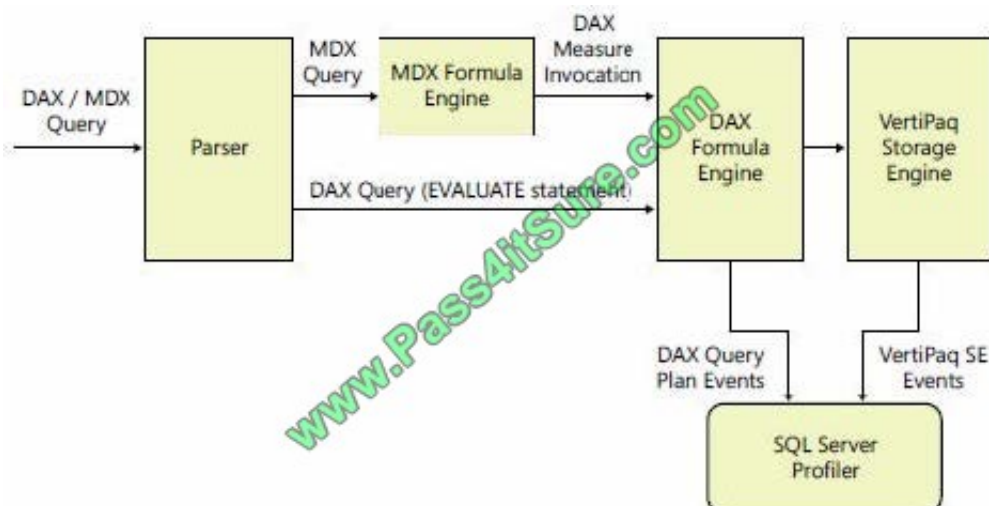 DAX / MDX
Query
Parser
MDX
Query
MDX Formula
Engine
DAX
Measure
Invocation
DAX Query (EVALUATE statement)
DAX
Formula
Engine
VertiPaq
Storage
Engine
DAX Query
Plan Events
VertiPaq SE
Events
SQL Server
Profiler
www.Pass4itSure.com